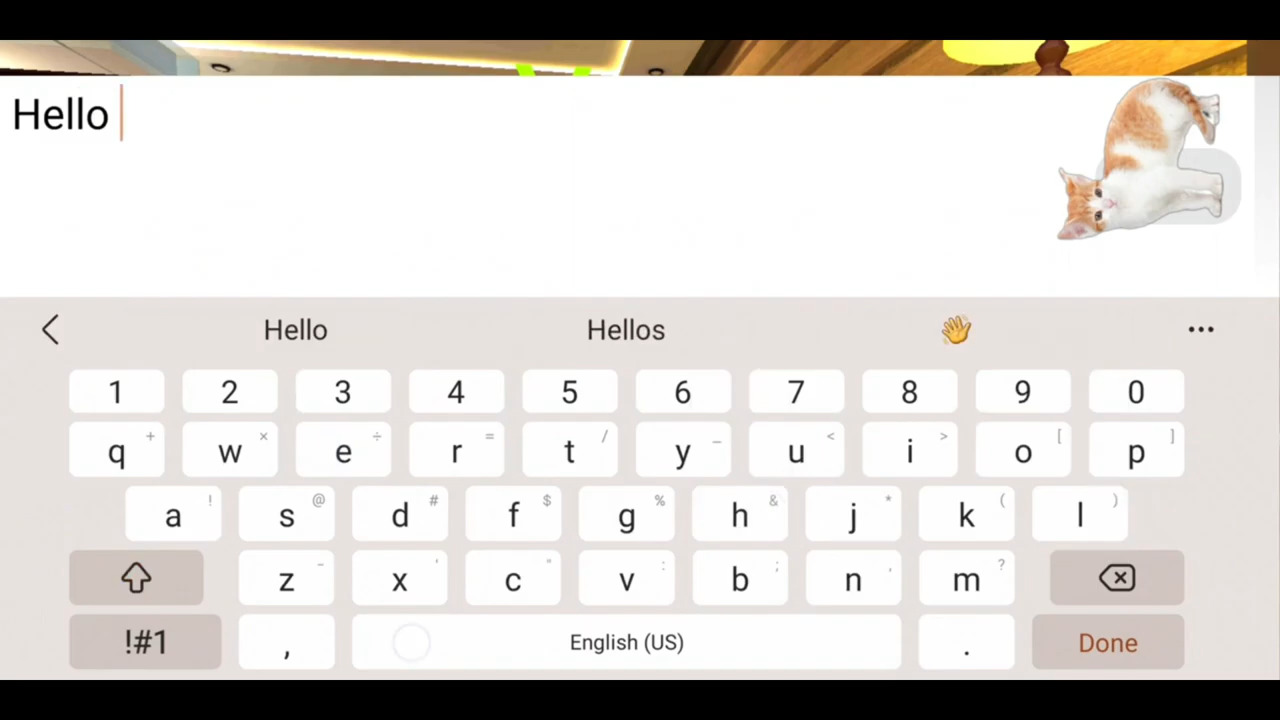 Hello
Hello Hellos 👋 •••
1 2 3 4 5 6 7 8 9 0
q + w × e ÷ r = t / y _ u < i > o [ p ]
a ! s @ d # f $ g % h & j * k ( l )
z - x ' c " v : b ; n , m ?
!#1 , English (US) . Done